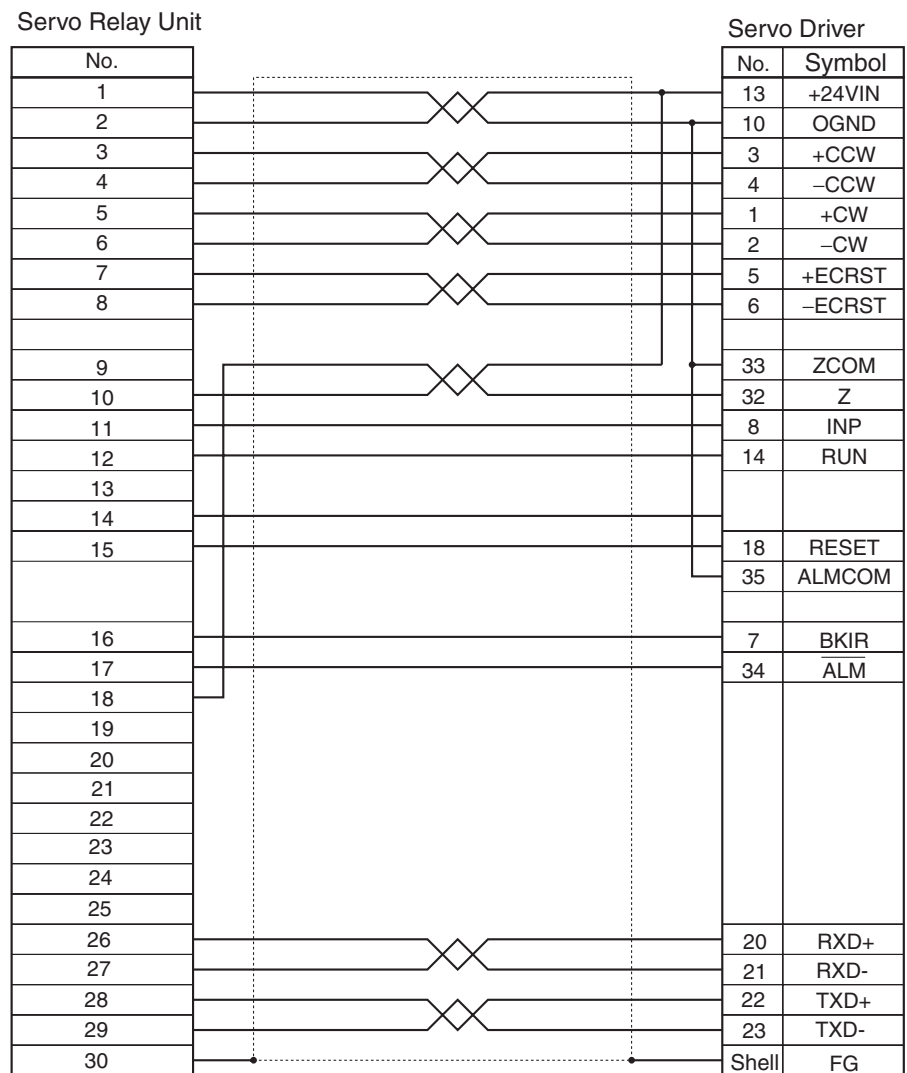 Servo Relay Unit Servo Driver
No. No. Symbol
1 13 +24VIN
2 10 OGND
3 3 +CCW
4 4 –CCW
5 1 +CW
6 2 –CW
7 5 +ECRST
8 6 –ECRST
9 33 ZCOM
10 32 Z
11 8 INP
12 14 RUN
13
14
15 18 RESET
35 ALMCOM
16 7 BKIR
17 34 ALM
18
19
20
21
22
23
24
25
26 20 RXD+
27 21 RXD-
28 22 TXD+
29 23 TXD-
30 Shell FG